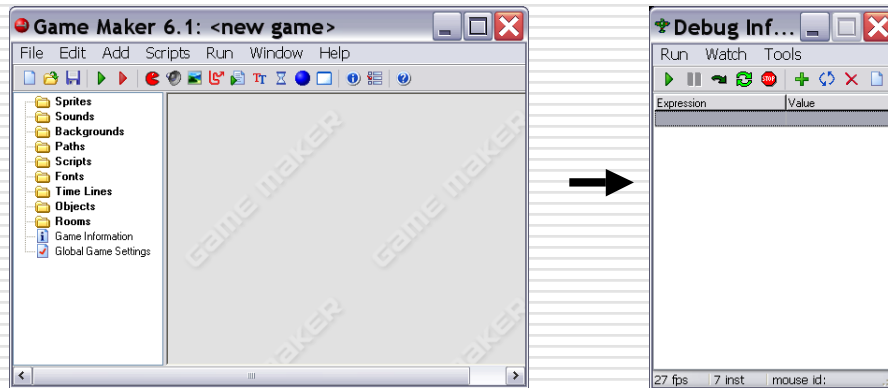 Game Maker 6.1: <new game>
File Edit Add Scripts Run Window Help
Sprites
Sounds
Backgrounds
Paths
Scripts
Fonts
Time Lines
Objects
Rooms
Game Information
Global Game Settings
GAME MAKER
GAME MAKER
GAME MAKER
GAME MAKER
Debug Inf...
Run Watch Tools
STOP
Expression Value
27 fps 7 inst mouse id: